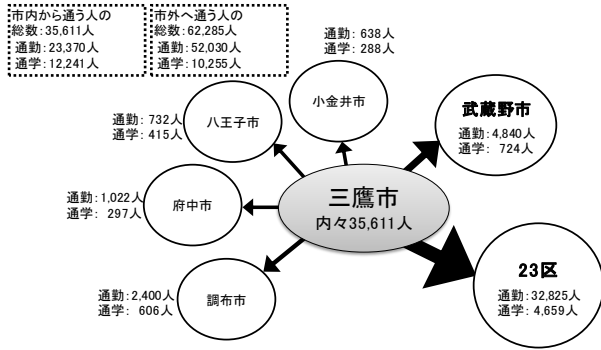 市内から通う人の
総数:35,611人
通勤:23,370人
通学:12,241人
市外へ通う人の
総数:62,285人
通勤:52,030人
通学:10,255人
通勤: 638人
通学: 288人
小金井市
武蔵野市
通勤:4,840人
通学: 724人
通勤:732人
通学:415人
八王子市
通勤:1,022人
通学: 297人
府中市
三鷹市
内々35,611人
通勤:2,400人
通学: 606人
調布市
23区
通勤:32,825人
通学: 4,659人